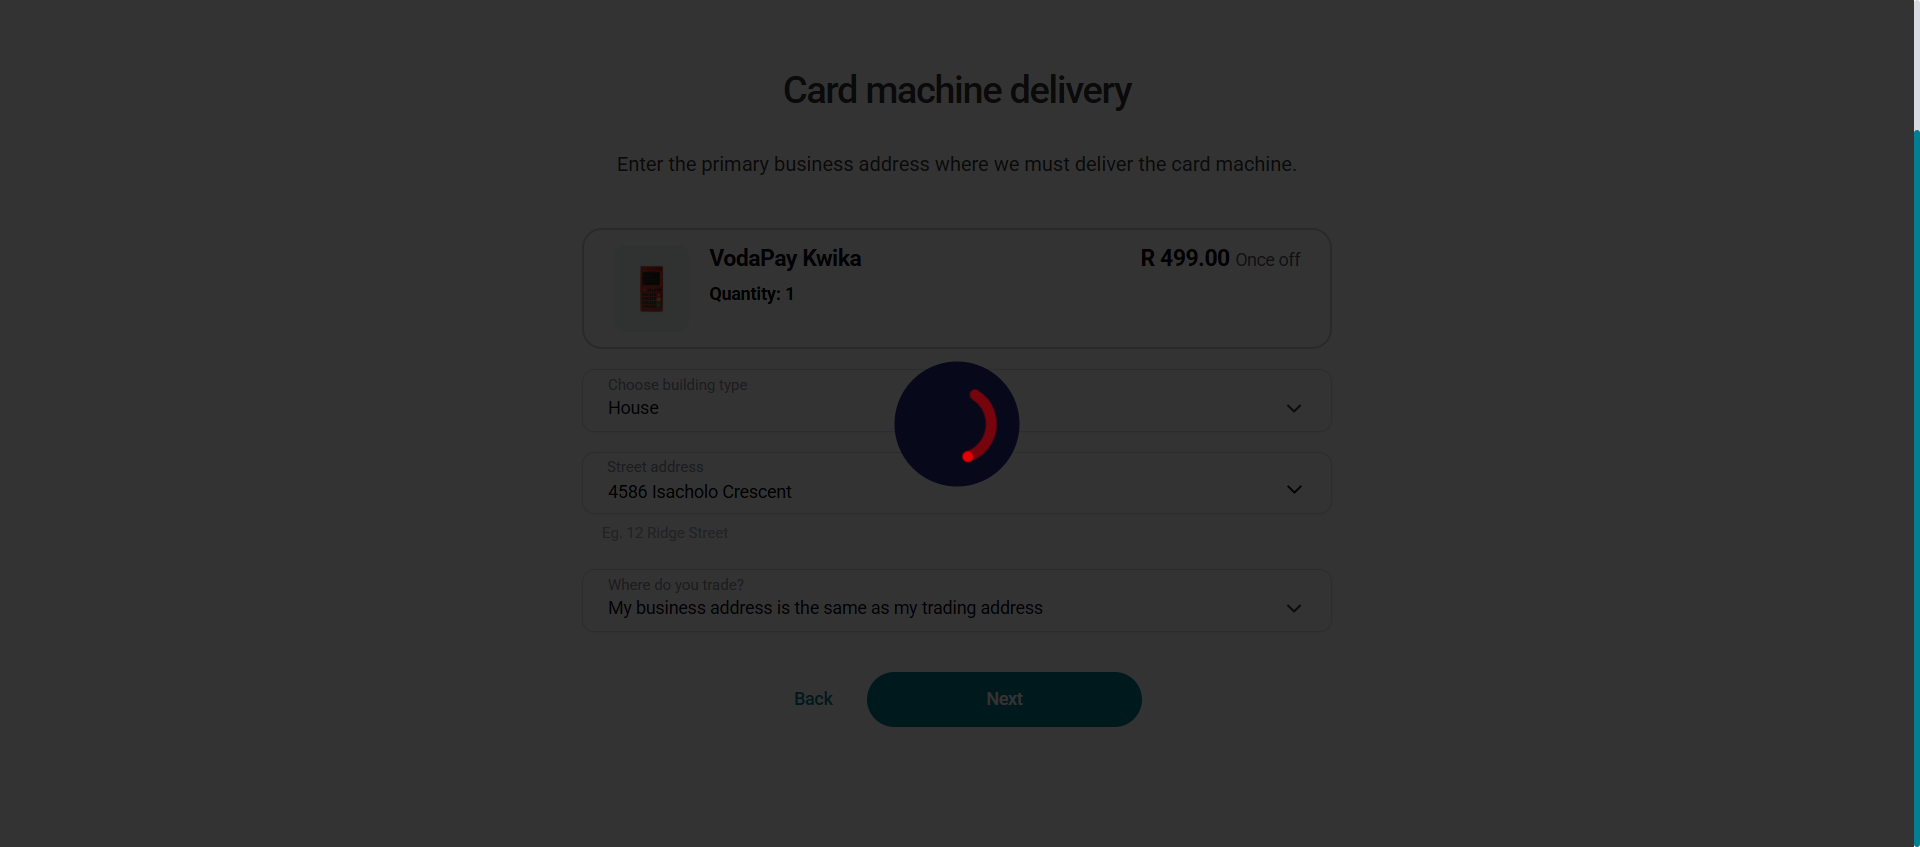 Card machine delivery
Enter the primary business address where we must deliver the card machine.
VodaPay Kwika
R 499.00 Once off
Quantity: 1
Choose building type
House
Street address
4586 Isacholo Crescent
Eg. 12 Ridge Street
Where do you trade?
My business address is the same as my trading address
Back
Next